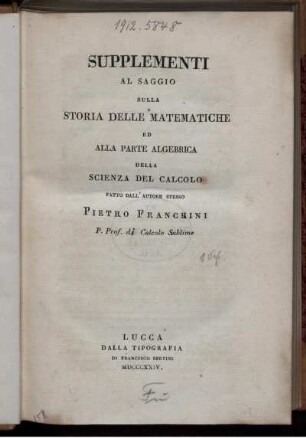 1912.5848
SUPPLEMENTI
AL SAGGIO
SULLA
STORIA DELLE MATEMATICHE
ED
ALLA PARTE ALGEBRICA
DELLA
SCIENZA DEL CALCOLO
FATTO DALL'AUTORE STESSO
PIETRO FRANCHINI
P. Prof. di Calcolo Sublime
LUCCA
DALLA TIPOGRAFIA
DI FRANCESCO BERTINI
MDCCCXXIV.